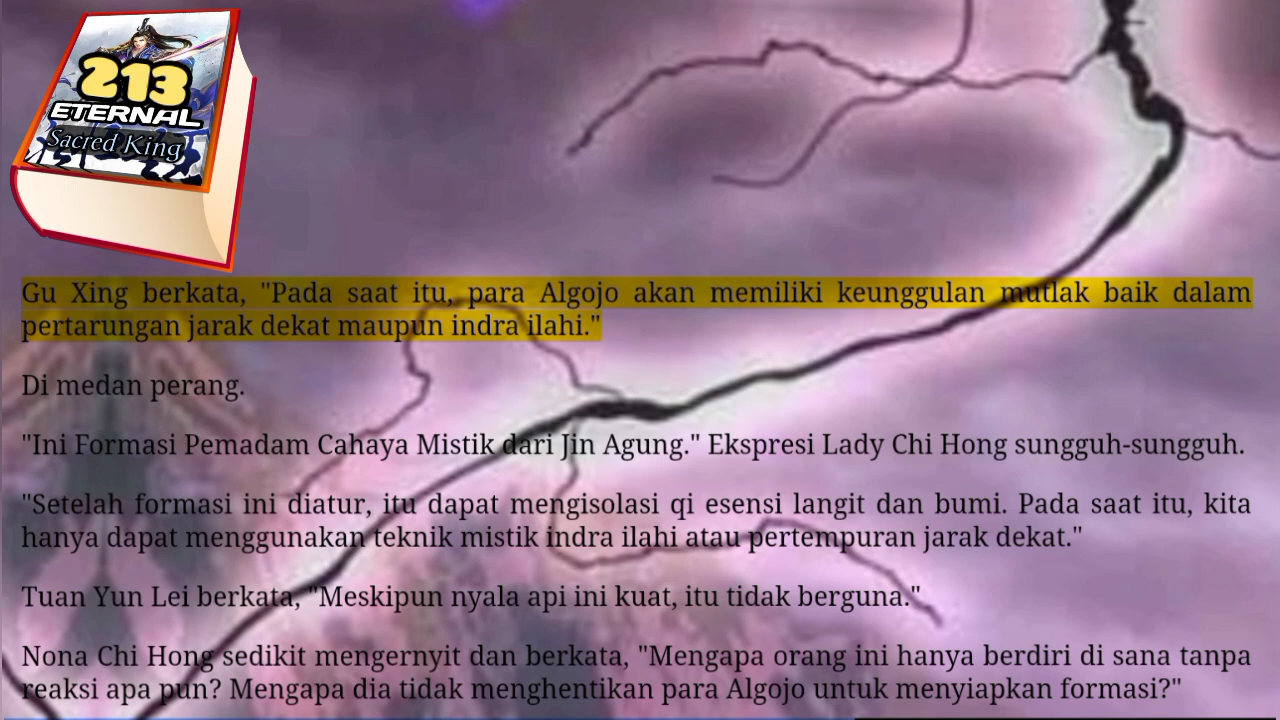 213
ETERNAL
Sacred King
Gu Xing berkata, "Pada saat itu, para Algojo akan memiliki keunggulan mutlak baik dalam
pertarungan jarak dekat maupun indra ilahi."
Di medan perang.
"Ini Formasi Pemadam Cahaya Mistik dari Jin Agung." Ekspresi Lady Chi Hong sungguh-sungguh.
"Setelah formasi ini diatur, itu dapat mengisolasi qi esensi langit dan bumi. Pada saat itu, kita
hanya dapat menggunakan teknik mistik indra ilahi atau pertempuran jarak dekat."
Tuan Yun Lei berkata, "Meskipun nyala api ini kuat, itu tidak berguna."
Nona Chi Hong sedikit mengernyit dan berkata, "Mengapa orang ini hanya berdiri di sana tanpa
reaksi apa pun? Mengapa dia tidak menghentikan para Algojo untuk menyiapkan formasi?"